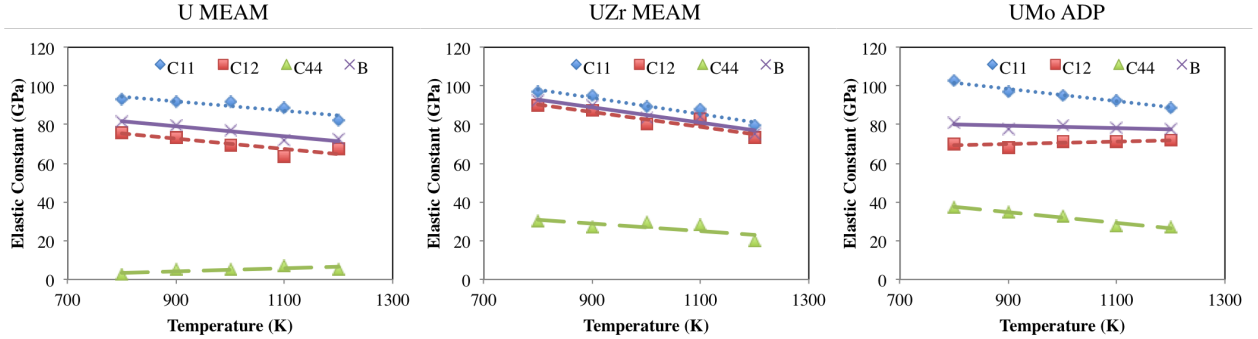 U MEAM
UZr MEAM
UMo ADP
120
100
80
60
40
20
0
700
900
1100
1300
Elastic Constant (GPa)
Temperature (K)
C11
C12
C44
B
120
100
80
60
40
20
0
700
900
1100
1300
Elastic Constant (GPa)
Temperature (K)
C11
C12
C44
B
120
100
80
60
40
20
0
700
900
1100
1300
Elastic Constant (GPa)
Temperature (K)
C11
C12
C44
B